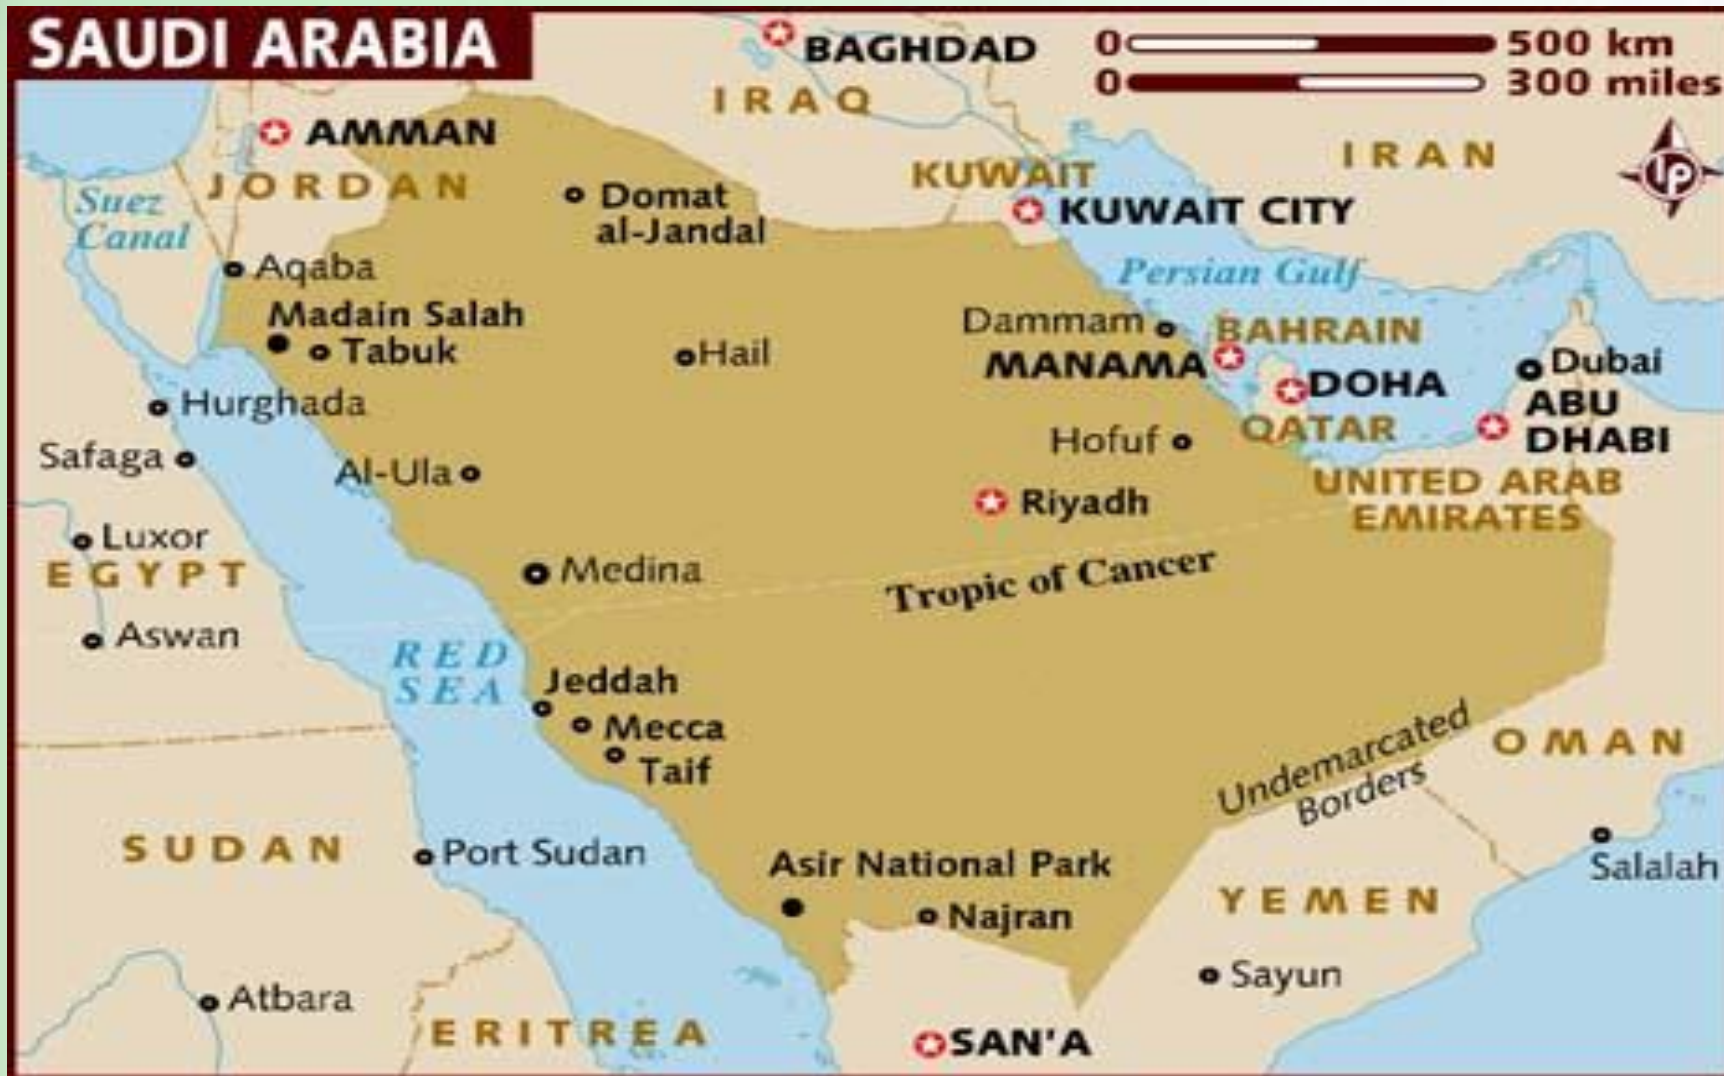 SAUDI ARABIA
BAGHDAD
0 500 km
0 300 miles
IRAQ
AMMAN
IRAN
LP
JORDAN
KUWAIT
Domat
al-Jandal
Suez
Canal
KUWAIT CITY
Aqaba
Persian Gulf
Madain Salah
Tabuk
Hail
Dammam
BAHRAIN
MANAMA
Dubai
DOHA
Hurghada
ABU
DHABI
QATAR
Hofuf
Safaga
Al-Ula
UNITED ARAB
EMIRATES
Riyadh
Luxor
EGYPT
Medina
Tropic of Cancer
Aswan
RED
SEA
Jeddah
Mecca
Taif
Undemarcated
Borders
OMAN
SUDAN
Port Sudan
Asir National Park
Salalah
Najran
YEMEN
Sayun
Atbara
ERITREA
SAN'A